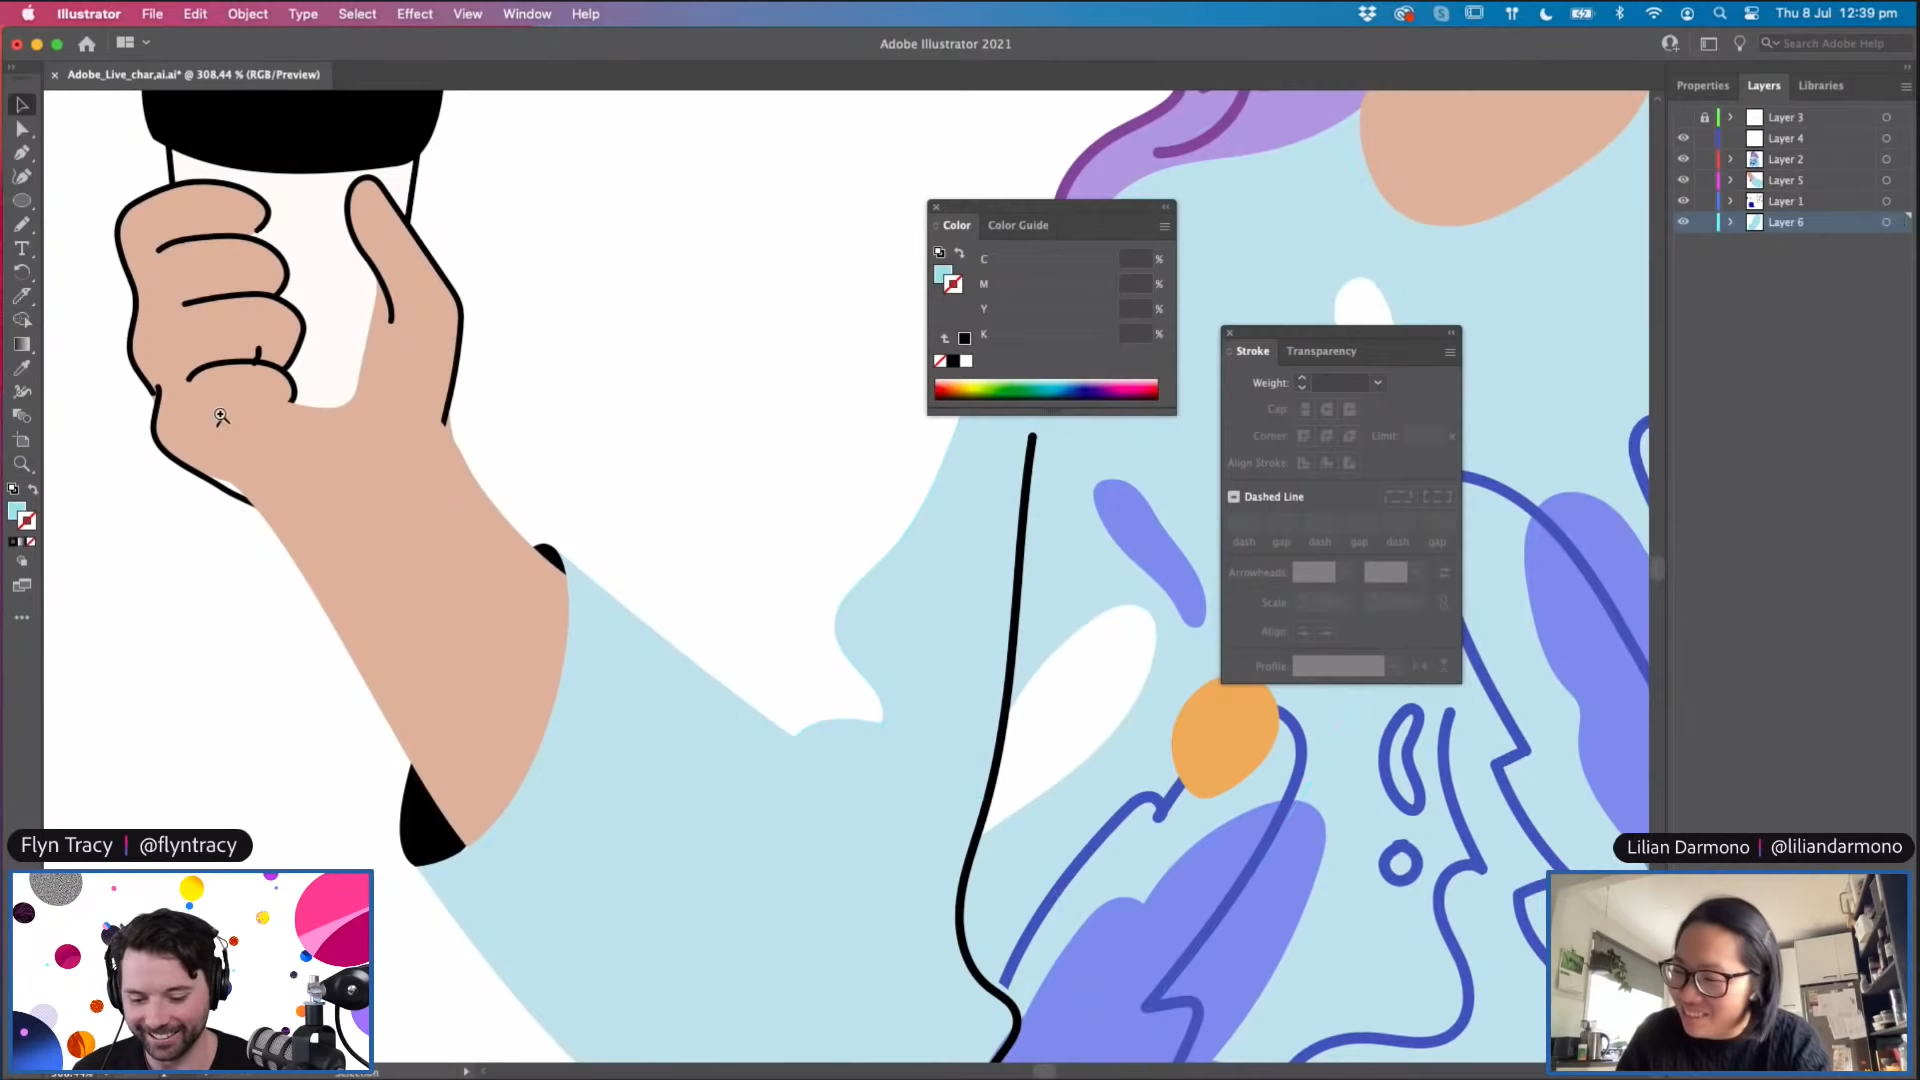 Illustrator File Edit Object Type Select Effect View Window Help Thu 8 Jul 12:39 pm
Adobe Illustrator 2021 Search Adobe Help
Adobe_Live_char,ai.ai* @ 308.44 % (RGB/Preview)
Properties Layers Libraries
Layer 3
Layer 4
Layer 2
Layer 5
Layer 1
Layer 6
Color Color Guide
C %
M %
Y %
K %
Stroke Transparency
Weight:
Cap:
Corner: Limit: x
Align Stroke:
Dashed Line
dash gap dash gap dash gap
Arrowheads:
Scale:
Align:
Profile:
Flyn Tracy | @flyntracy
Lilian Darmono | @liliandarmono
Selection